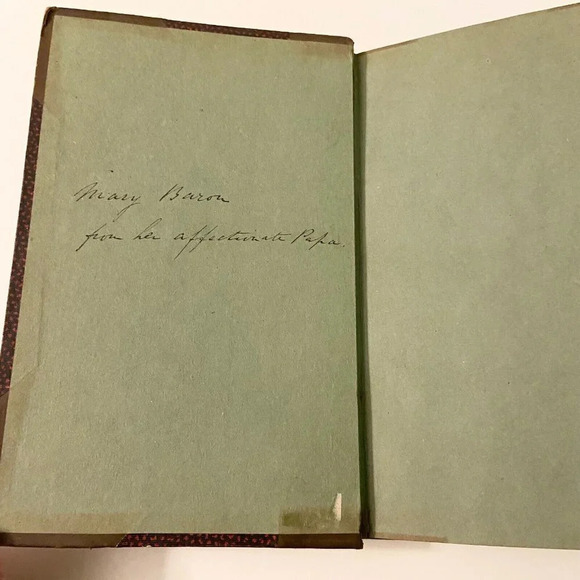 Mary Baron
from her affectionate Papa.